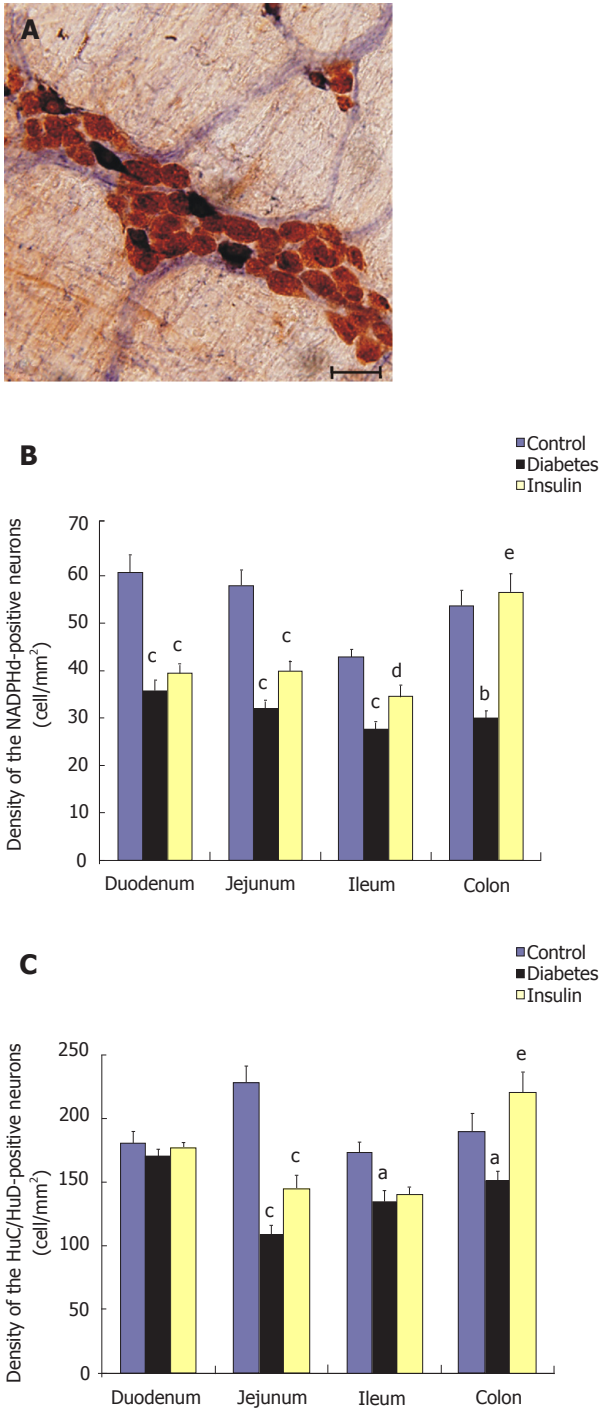 A
B
Control
Diabetes
Insulin
Density of the NADPHd-positive neurons
(cell/mm²)
70
60
50
40
30
20
10
0
c
c
c
c
c
d
b
e
Duodenum
Jejunum
Ileum
Colon
C
Control
Diabetes
Insulin
Density of the HuC/HuD-positive neurons
(cell/mm²)
250
200
150
100
50
0
c
c
a
a
e
Duodenum
Jejunum
Ileum
Colon